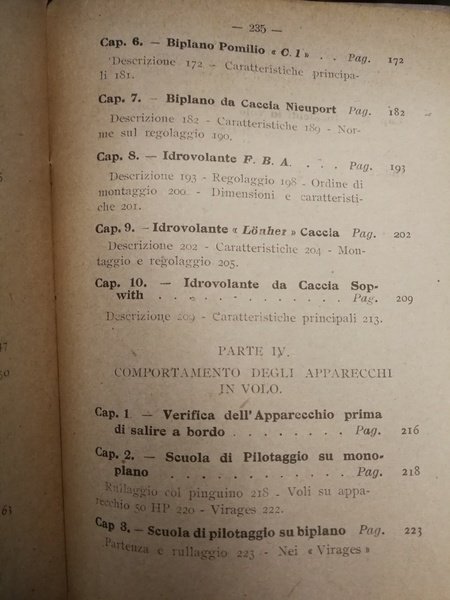 — 235 —
Cap. 6. — Biplano Pomilio « C. 1 » . . Pag. 172
Descrizione 172 - Caratteristiche principa-
li 181.
Cap. 7. — Biplano da Caccia Nieuport Pag. 182
Descrizione 182 - Caratteristiche 189 - Nor-
me sul regolaggio 190.
Cap. 8. — Idrovolante F. B. A. . . . Pag. 193
Descrizione 193 - Regolaggio 198 - Ordine di
montaggio 200 - Dimensioni e caratteristi-
che 201.
Cap. 9. — Idrovolante « Lönher » Caccia Pag. 202
Descrizione 202 - Caratteristiche 204 - Mon-
taggio e regolaggio 205.
Cap. 10. — Idrovolante da Caccia Sop-
with . . . . . . . . . . . Pag. 209
Descrizione 209 - Caratteristiche principali 213.
PARTE IV.
COMPORTAMENTO DEGLI APPARECCHI
IN VOLO.
Cap. 1 — Verifica dell'Apparecchio prima
di salire a bordo . . . . . . . . Pag. 216
Cap. 2. — Scuola di Pilotaggio su mono-
plano . . . . . . . . . . . Pag. 218
Rullaggio col pinguino 218 - Voli su appa-
recchio 50 HP 220 - Virages 222.
Cap 3. — Scuola di pilotaggio su biplano Pag. 223
Partenza e rullaggio 223 - Nei « Virages »
47
50
63